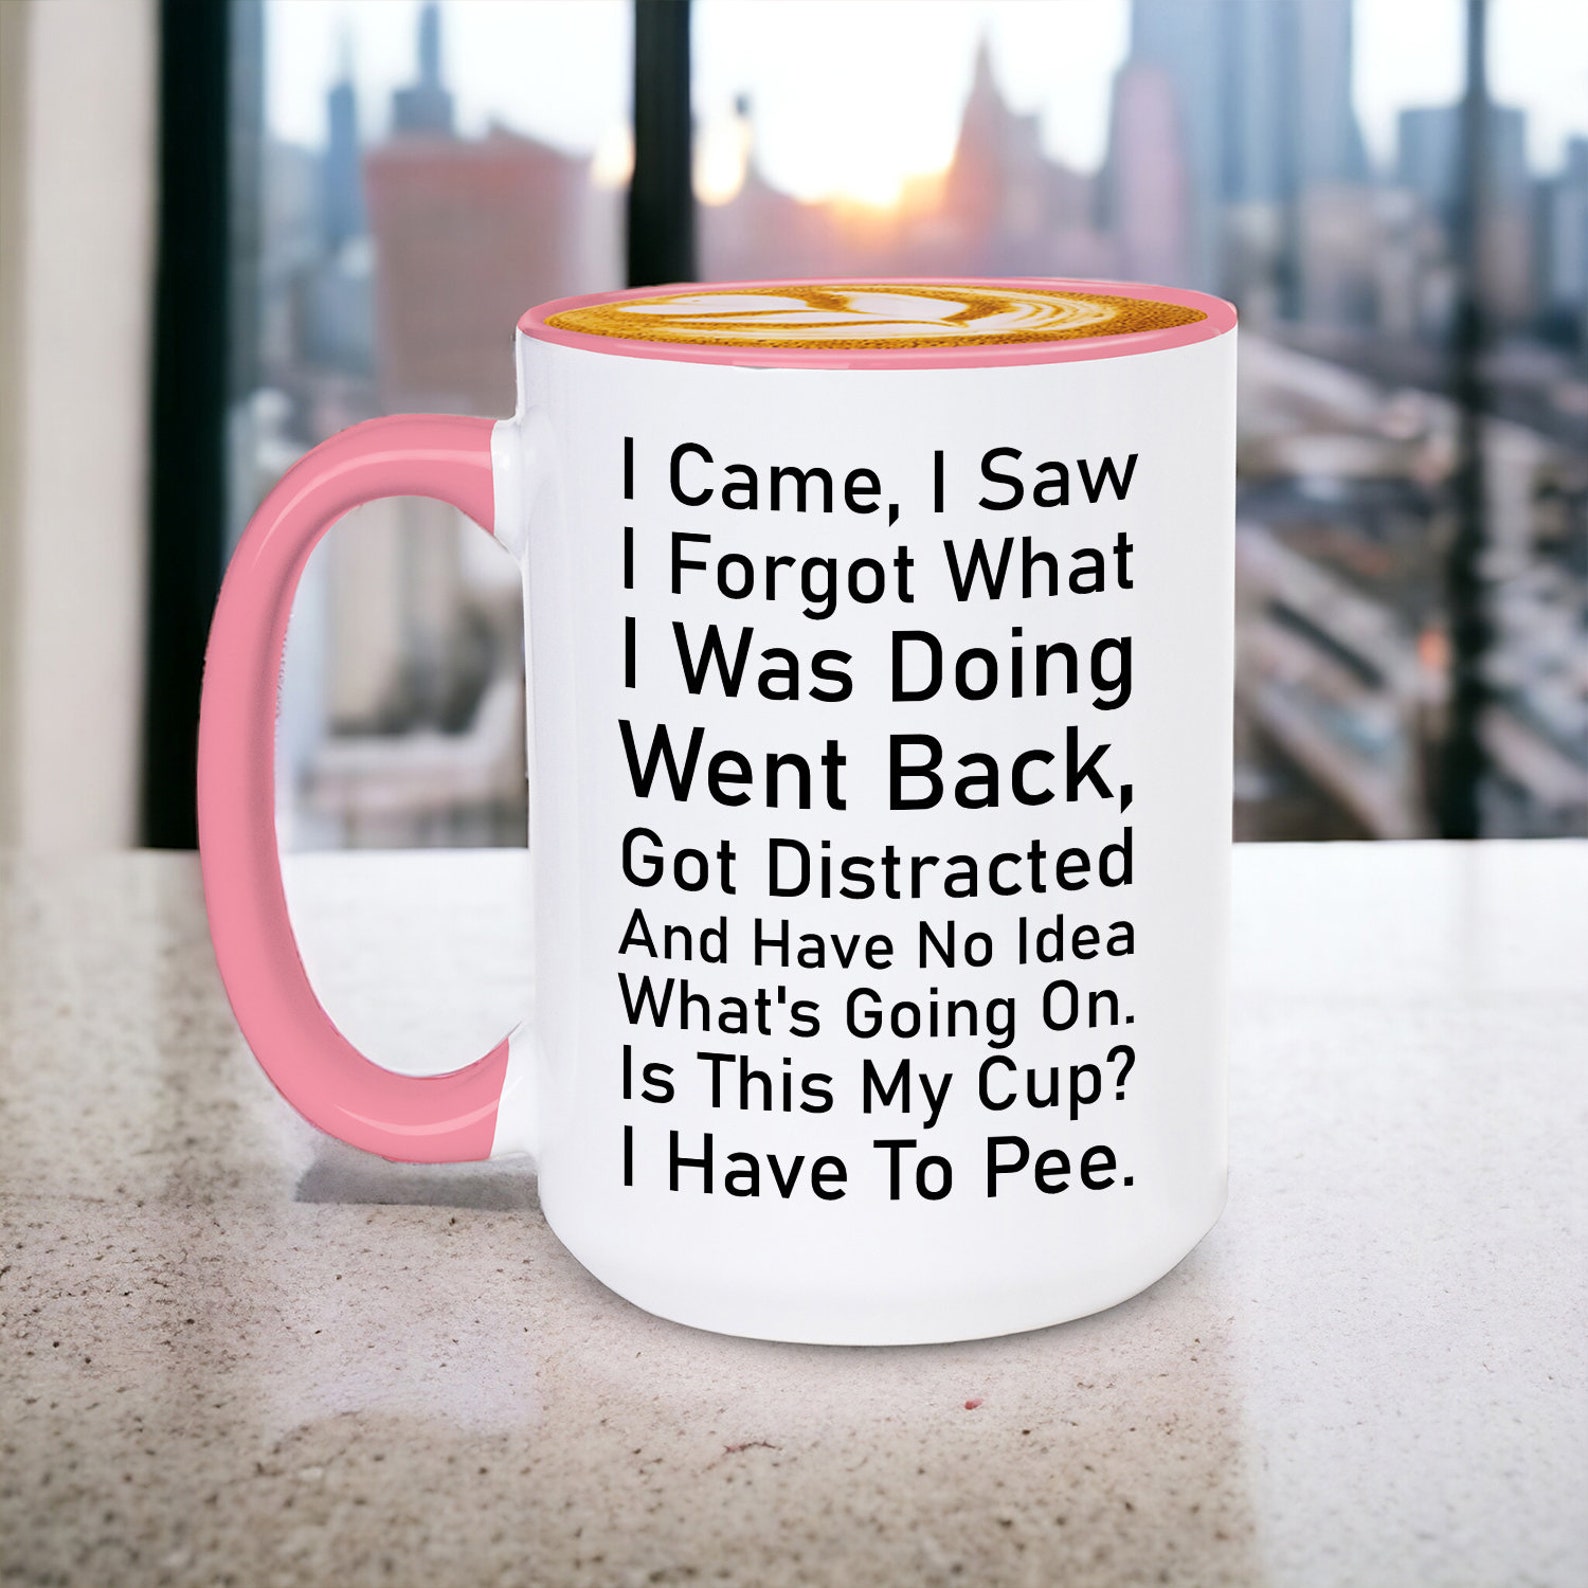 I Came, I Saw
I Forgot What
I Was Doing
Went Back,
Got Distracted
And Have No Idea
What's Going On.
Is This My Cup?
I Have To Pee.